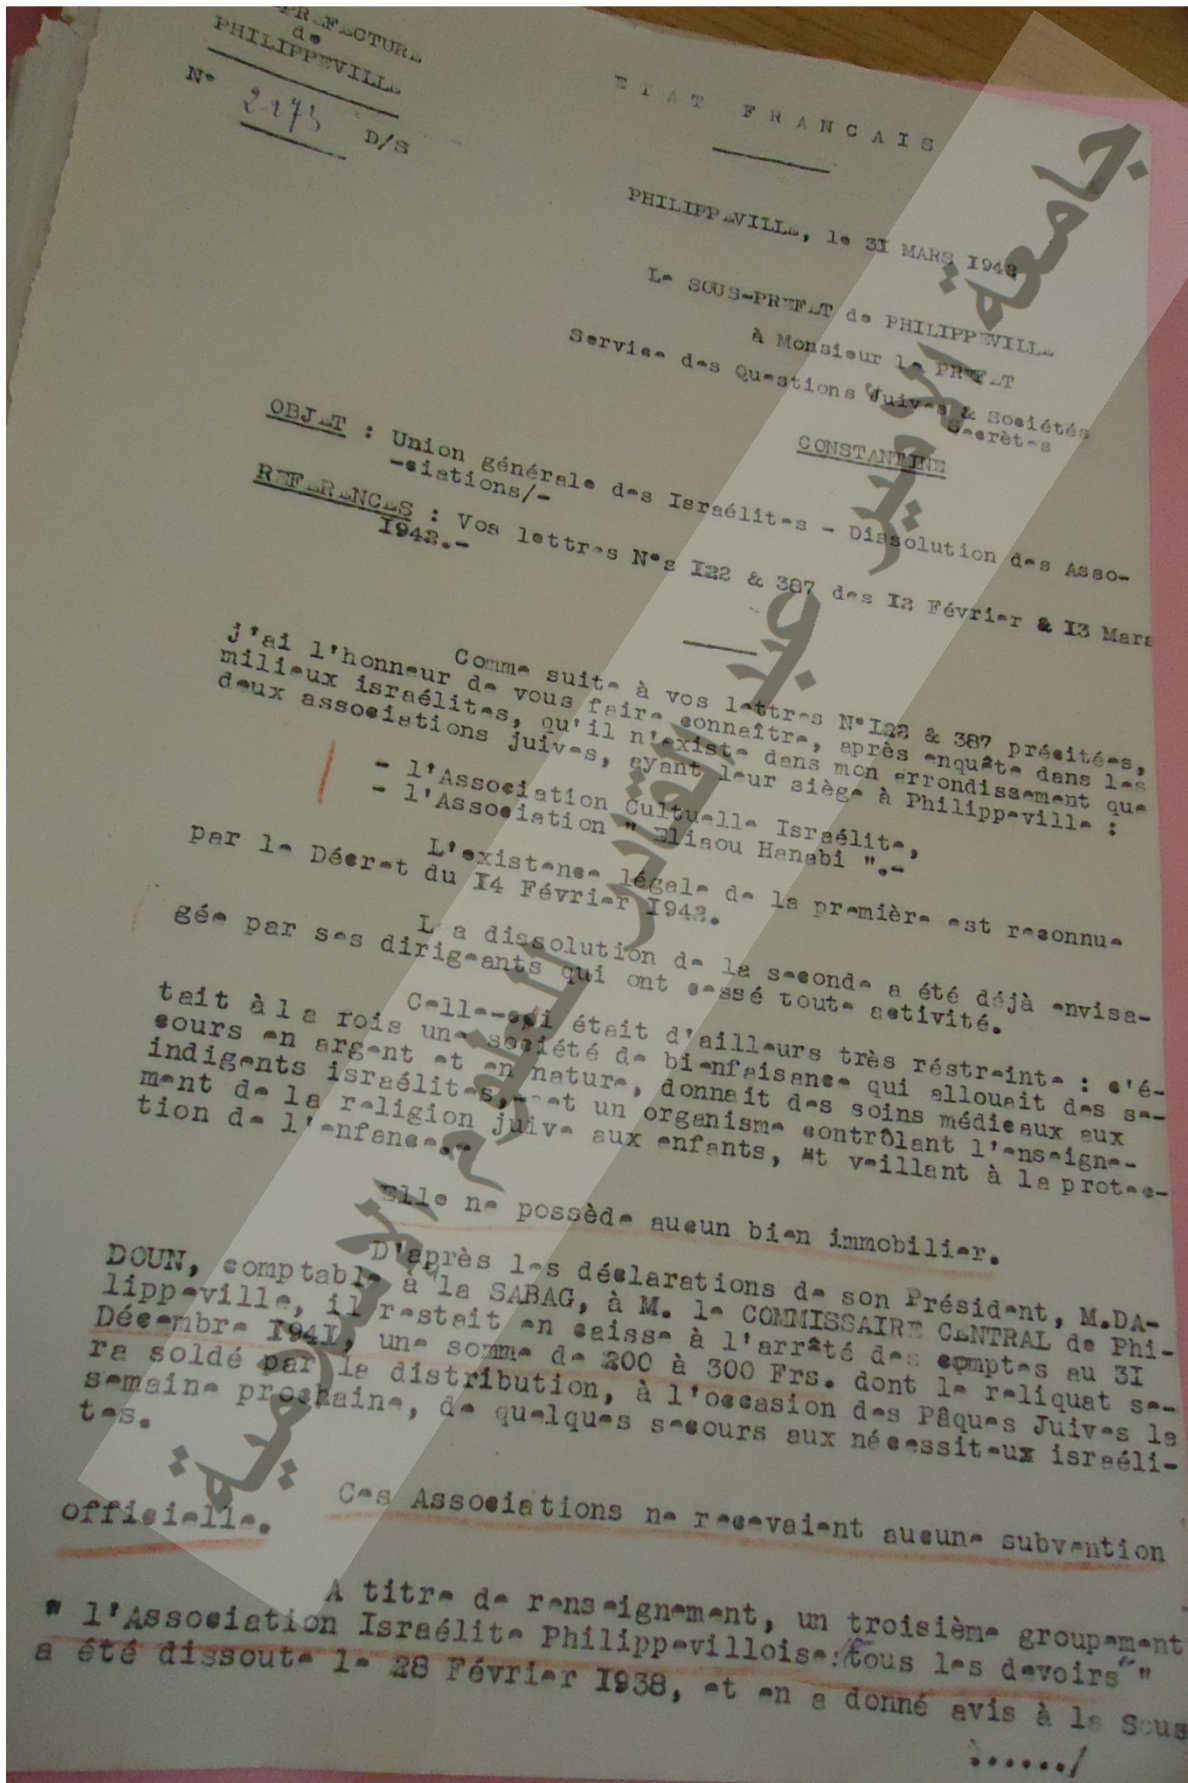 PREFECTURE
de
PHILIPPEVILLE
N° 2173 D/S
ETAT FRANCAIS
PHILIPPEVILLE, le 31 MARS 1942
Le SOUS-PREFET de PHILIPPEVILLE
à Monsieur le PREFET
Service des Questions Juives & Sociétés
Secrètes
CONSTANTINE
OBJET : Union générale des Israélites - Dissolution des Asso-
-ciations/-
REFERENCES : Vos lettres N°s I22 & 387 des I2 Février & I3 Mars
I942.-
Comme suite à vos lettres N°I22 & 387 précitées,
j'ai l'honneur de vous faire connaître, après enquête dans les
milieux israélites, qu'il n'existe dans mon arrondissement que
deux associations juives, ayant leur siège à Philippeville :
- l'Association Cultuelle Israélite,
- l'Association " Eliaou Hanabi ".-
L'existence légale de la première est reconnue
par le Décret du I4 Février I942.
La dissolution de la seconde a été déjà envisa-
gée par ses dirigeants qui ont cessé toute activité.
Celle-ci était d'ailleurs très réstreinte : c'é-
tait à la fois une société de bienfaisance qui allouait des se-
cours en argent et en nature, donnait des soins médicaux aux
indigents israélites, et un organisme contrôlant l'enseigne-
ment de la religion juive aux enfants, et veillant à la protec-
tion de l'enfance.-
Elle ne possède aucun bien immobilier.
D'après les déclarations de son Président, M.DA-
DOUN, comptable à la SABAG, à M. le COMMISSAIRE CENTRAL de Phi-
lippeville, il restait en caisse à l'arrêté des comptes au 3I
Décembre I94I, une somme de 200 à 300 Frs. dont le reliquat se-
ra soldé par la distribution, à l'occasion des Pâques Juives la
semaine prochaine, de quelques secours aux nécessiteux israéli-
tes.
Ces Associations ne recevaient aucune subvention
officielle.
A titre de renseignement, un troisième groupement
" l'Association Israélite Philippevilloise: tous les devoirs "
a été dissoute le 28 Février I938, et en a donné avis à la Sous
:....../
جامعة الأمير عبد القادر للعلوم الإسلامية